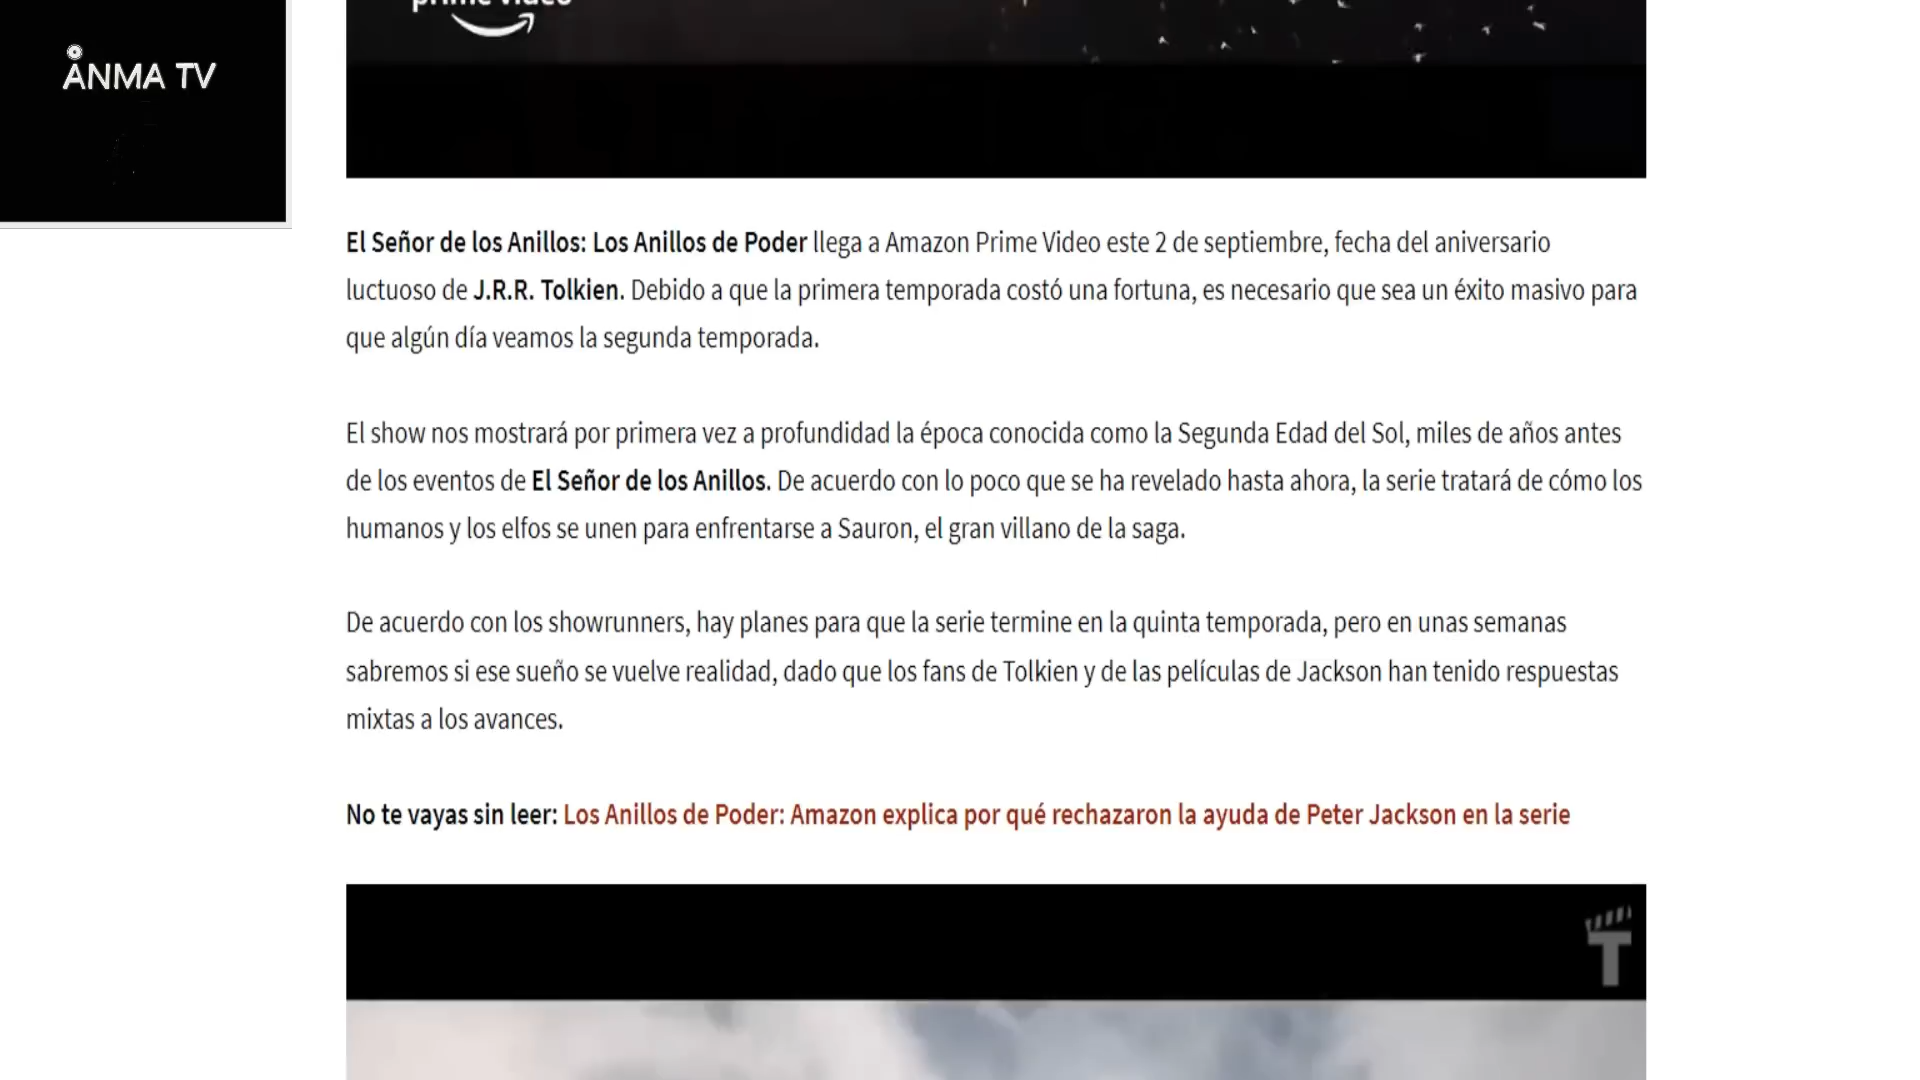 prime video
ÅNMA TV
El Señor de los Anillos: Los Anillos de Poder llega a Amazon Prime Video este 2 de septiembre, fecha del aniversario
luctuoso de J.R.R. Tolkien. Debido a que la primera temporada costó una fortuna, es necesario que sea un éxito masivo para
que algún día veamos la segunda temporada.
El show nos mostrará por primera vez a profundidad la época conocida como la Segunda Edad del Sol, miles de años antes
de los eventos de El Señor de los Anillos. De acuerdo con lo poco que se ha revelado hasta ahora, la serie tratará de cómo los
humanos y los elfos se unen para enfrentarse a Sauron, el gran villano de la saga.
De acuerdo con los showrunners, hay planes para que la serie termine en la quinta temporada, pero en unas semanas
sabremos si ese sueño se vuelve realidad, dado que los fans de Tolkien y de las películas de Jackson han tenido respuestas
mixtas a los avances.
No te vayas sin leer: Los Anillos de Poder: Amazon explica por qué rechazaron la ayuda de Peter Jackson en la serie
T